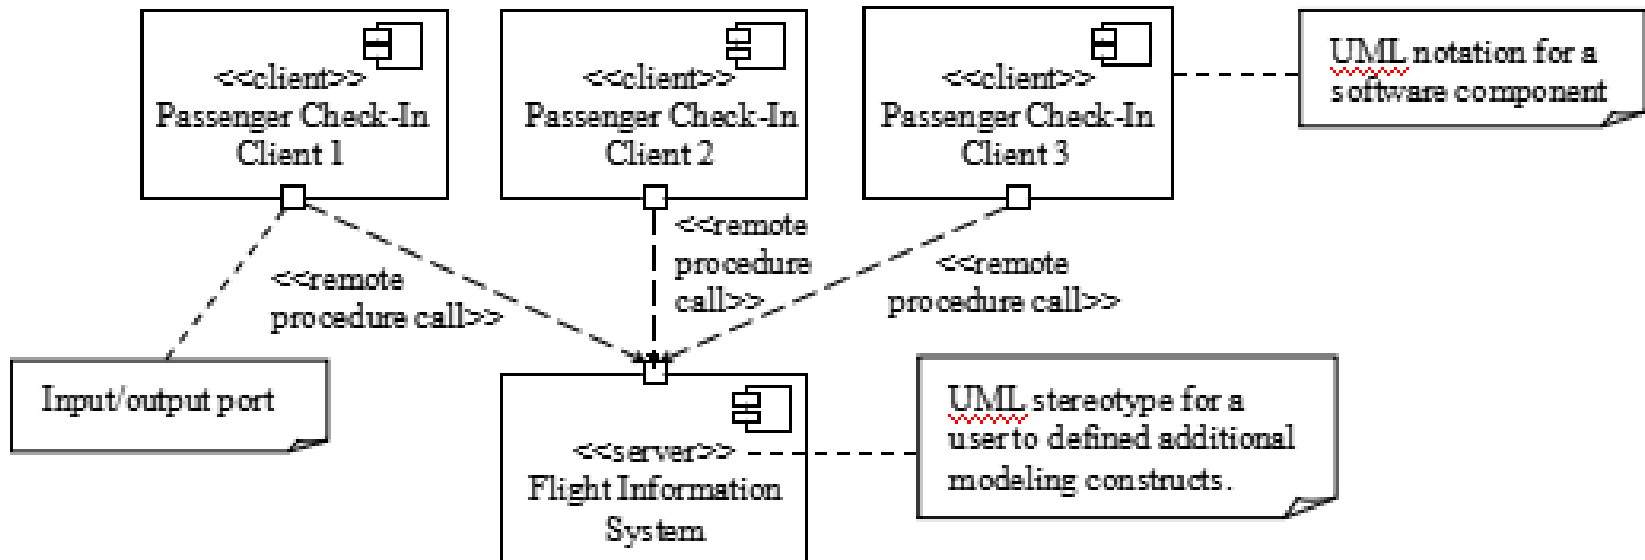 <<client>>
Passenger Check-In
Client 1
<<client>>
Passenger Check-In
Client 2
<<client>>
Passenger Check-In
Client 3
UML notation for a
software component
<<remote
procedure call>>
<<remote
procedure
call>>
<<remote
procedure call>>
Input/output port
<<server>>
Flight Information
System
UML stereotype for a
user to defined additional
modeling constructs.